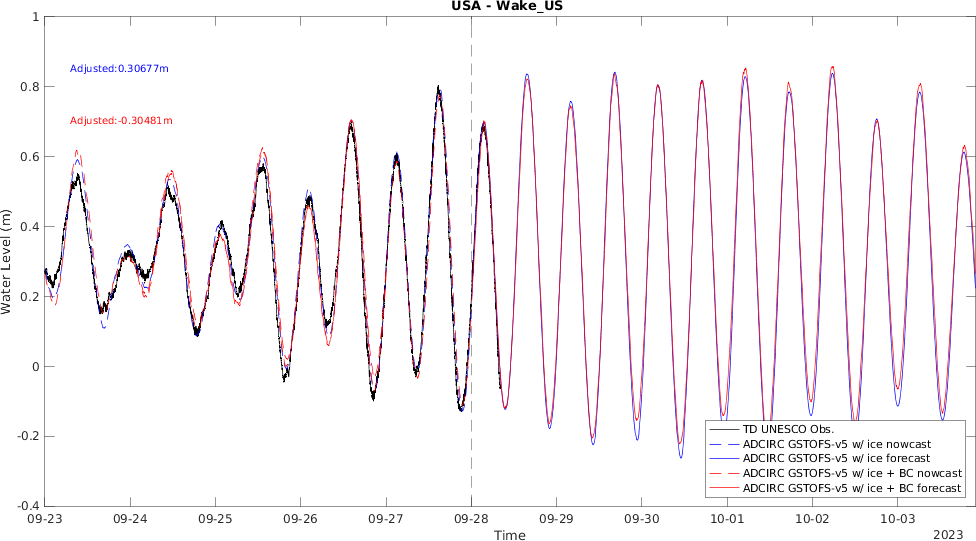 USA - Wake_US
1
0.8
0.6
0.4
0.2
0
-0.2
-0.4
Water Level (m)
Adjusted:0.30677m
Adjusted:-0.30481m
TD UNESCO Obs.
ADCIRC GSTOFS-v5 w/ ice nowcast
ADCIRC GSTOFS-v5 w/ ice forecast
ADCIRC GSTOFS-v5 w/ ice + BC nowcast
ADCIRC GSTOFS-v5 w/ ice + BC forecast
09-23 09-24 09-25 09-26 09-27 09-28 09-29 09-30 10-01 10-02 10-03
Time
2023